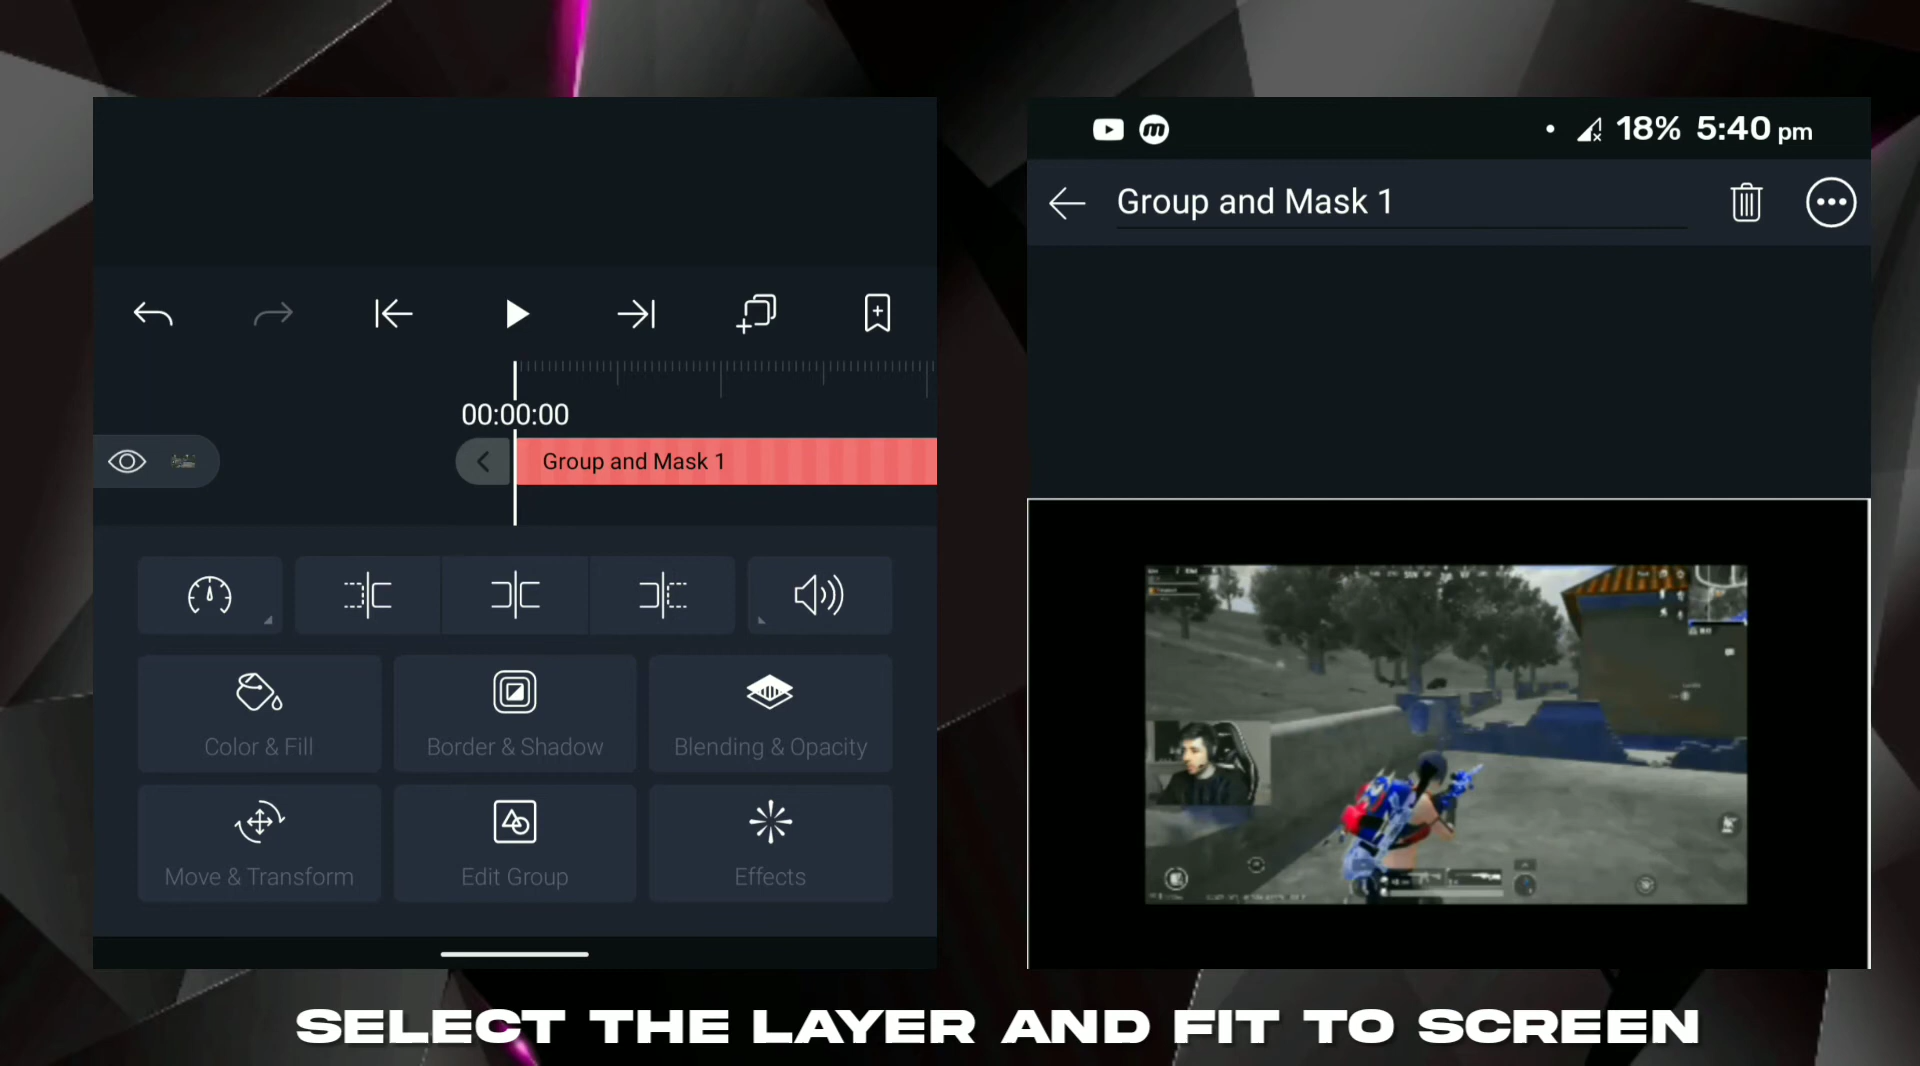 00:00:00
Group and Mask 1
Color & Fill
Border & Shadow
Blending & Opacity
Move & Transform
Edit Group
Effects
18% 5:40 pm
Group and Mask 1
SELECT THE LAYER AND FIT TO SCREEN